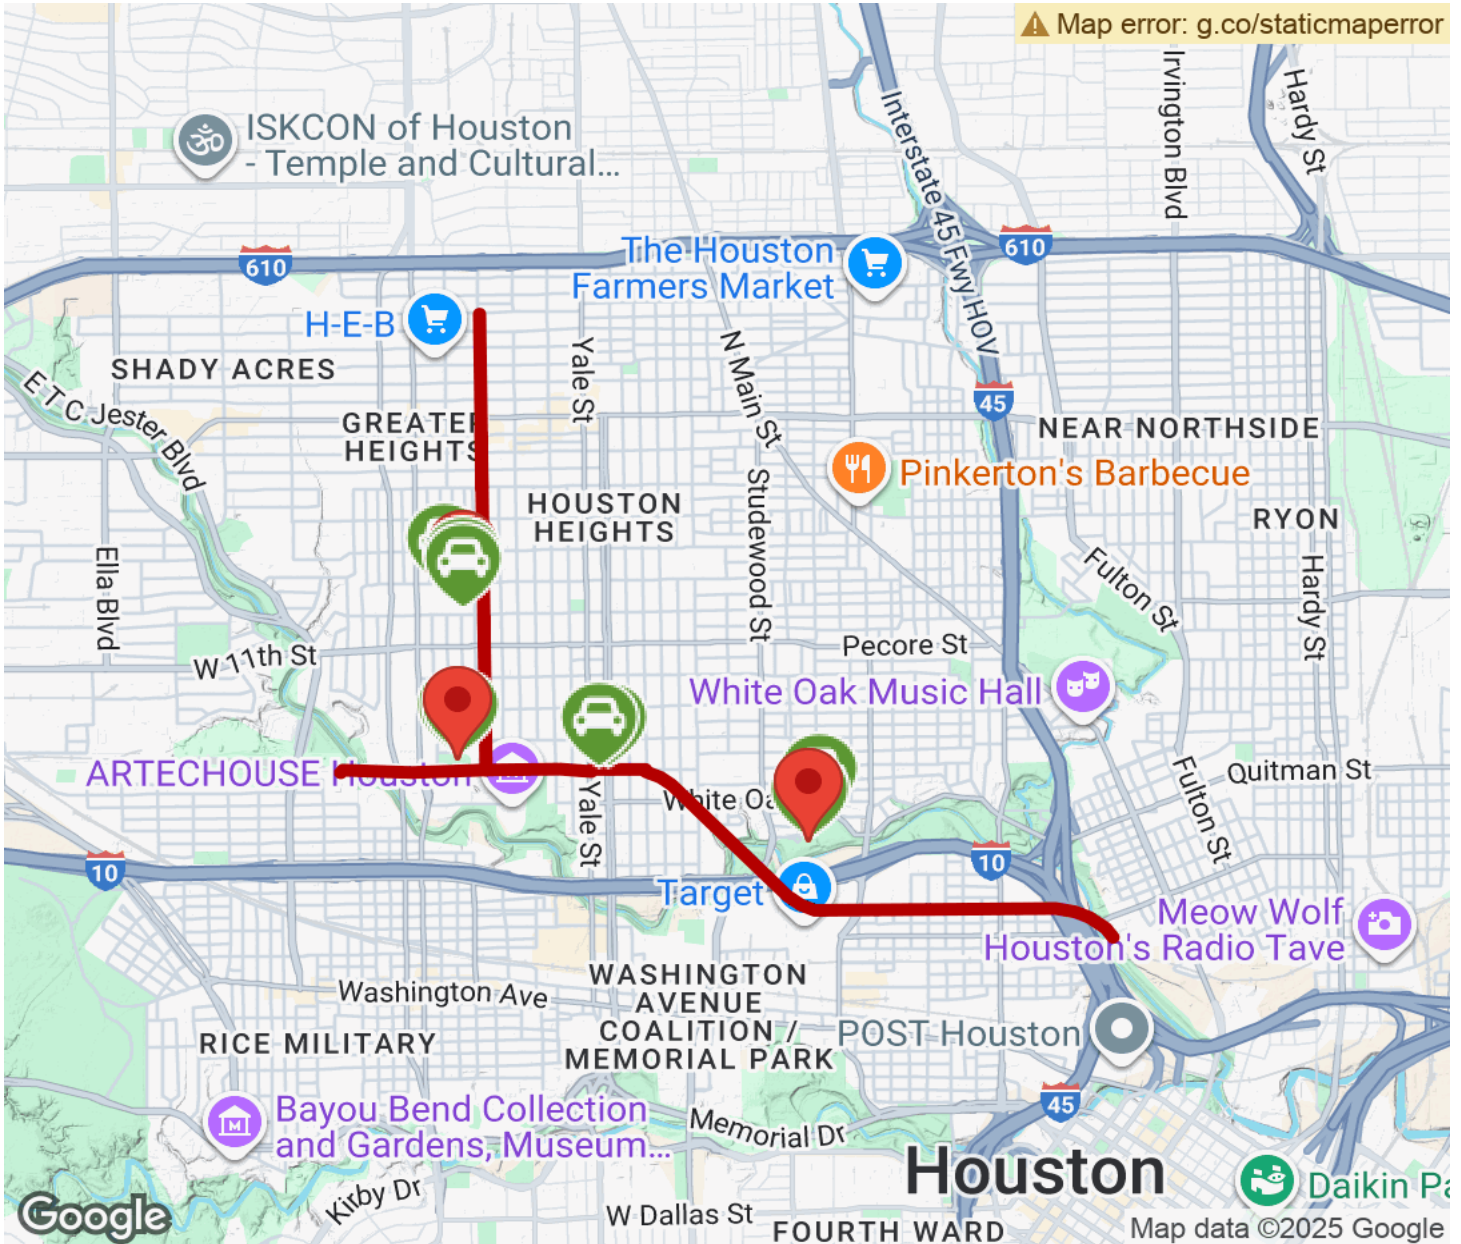 Map error: g.co/staticmaperror
Irvington Blvd
Hardy St
ISKCON of Houston
- Temple and Cultural...
Interstate 45 Fwy HOV
610
The Houston
Farmers Market
610
H-E-B
SHADY ACRES
Yale St
N Main St
E T C Jester Blvd
45
GREATER
HEIGHTS
NEAR NORTHSIDE
Pinkerton's Barbecue
HOUSTON
HEIGHTS
Studewood St
RYON
Ella Blvd
Fulton St
Hardy St
W 11th St
Pecore St
White Oak Music Hall
ARTECHOUSE Houston
Quitman St
Yale St
White Oa
Fulton St
10
10
Target
Meow Wolf
Houston's Radio Tave
Washington Ave
WASHINGTON
AVENUE
COALITION /
MEMORIAL PARK
RICE MILITARY
POST Houston
45
Bayou Bend Collection
and Gardens, Museum...
Memorial Dr
Houston
Kirby Dr
Daikin Pa
W Dallas St
FOURTH WARD
Google
Map data ©2025 Google